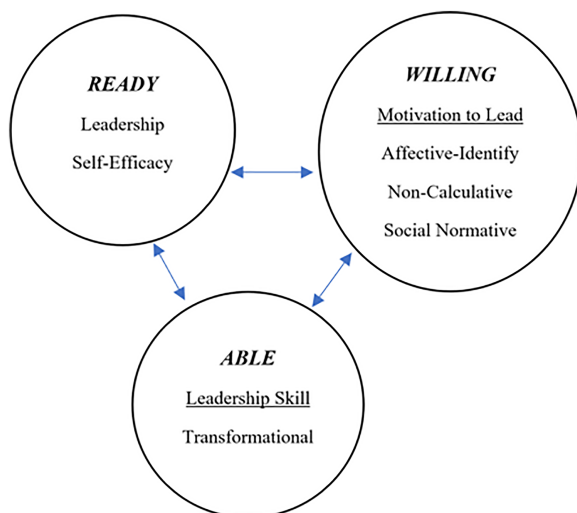 READY
Leadership
Self-Efficacy
WILLING
Motivation to Lead
Affective-Identify
Non-Calculative
Social Normative
ABLE
Leadership Skill
Transformational